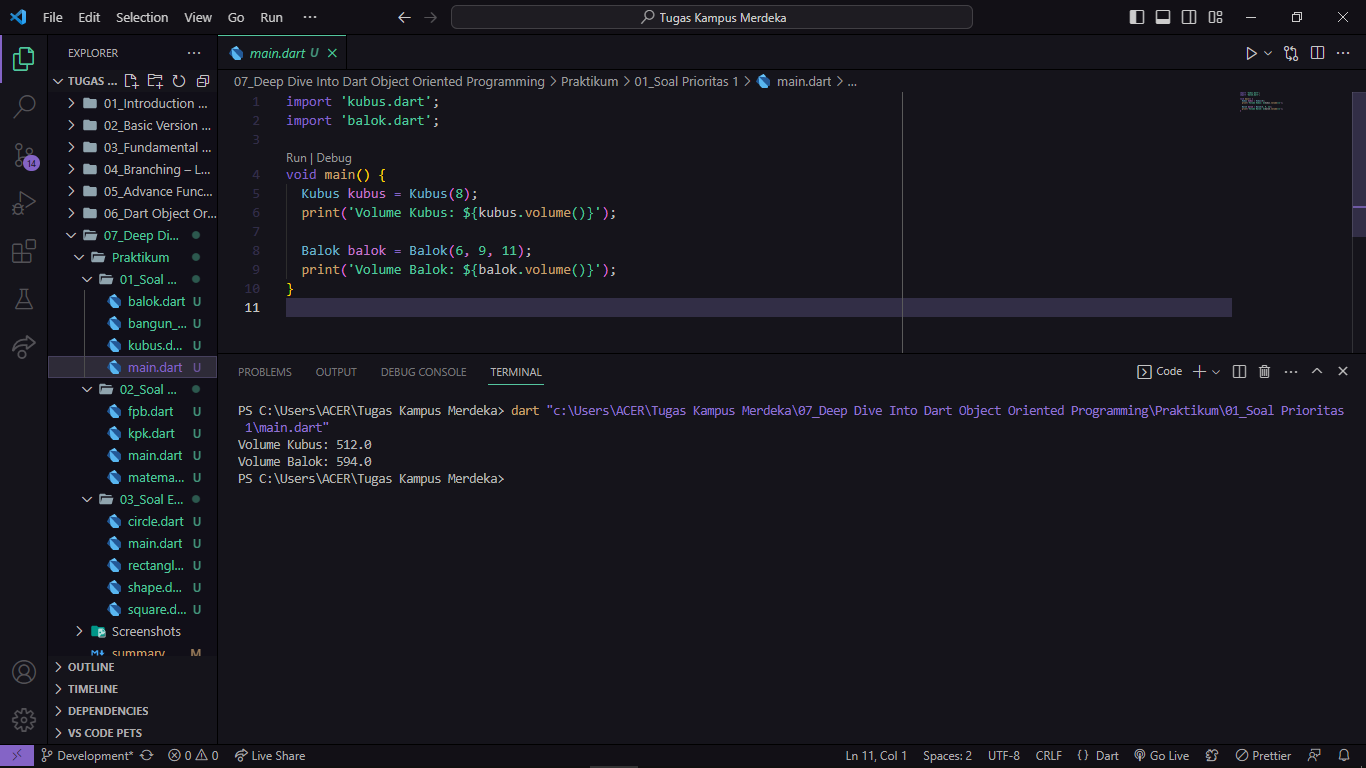 File Edit Selection View Go Run ···
Tugas Kampus Merdeka
EXPLORER ···
TUGAS ...
01_Introduction ...
02_Basic Version ...
03_Fundamental ...
04_Branching – L...
05_Advance Func...
06_Dart Object Or...
07_Deep Di...
Praktikum
01_Soal ...
balok.dart U
bangun_... U
kubus.d... U
main.dart U
02_Soal ...
fpb.dart U
kpk.dart U
main.dart U
matema... U
03_Soal E...
circle.dart U
main.dart U
rectangl... U
shape.d... U
square.d... U
Screenshots
summary M
OUTLINE
TIMELINE
DEPENDENCIES
VS CODE PETS
14
main.dart U
07_Deep Dive Into Dart Object Oriented Programming > Praktikum > 01_Soal Prioritas 1 > main.dart > ...
1 import 'kubus.dart';
2 import 'balok.dart';
3
Run | Debug
4 void main() {
5 Kubus kubus = Kubus(8);
6 print('Volume Kubus: ${kubus.volume()}');
7
8 Balok balok = Balok(6, 9, 11);
9 print('Volume Balok: ${balok.volume()}');
10 }
11
PROBLEMS OUTPUT DEBUG CONSOLE TERMINAL
Code
PS C:\Users\ACER\Tugas Kampus Merdeka> dart "c:\Users\ACER\Tugas Kampus Merdeka\07_Deep Dive Into Dart Object Oriented Programming\Praktikum\01_Soal Prioritas
1\main.dart"
Volume Kubus: 512.0
Volume Balok: 594.0
PS C:\Users\ACER\Tugas Kampus Merdeka>
Development* 0 0 Live Share
Ln 11, Col 1 Spaces: 2 UTF-8 CRLF { } Dart Go Live Prettier